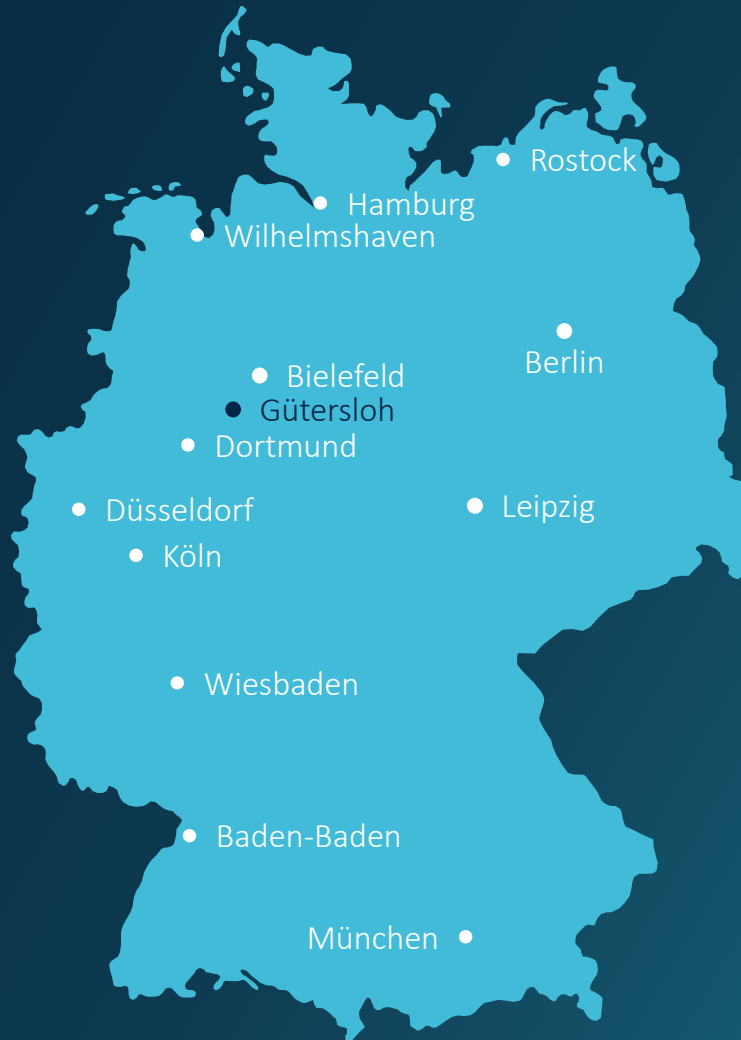 Rostock
Hamburg
Wilhelmshaven
Berlin
Bielefeld
Gütersloh
Dortmund
Leipzig
Düsseldorf
Köln
Wiesbaden
Baden-Baden
München